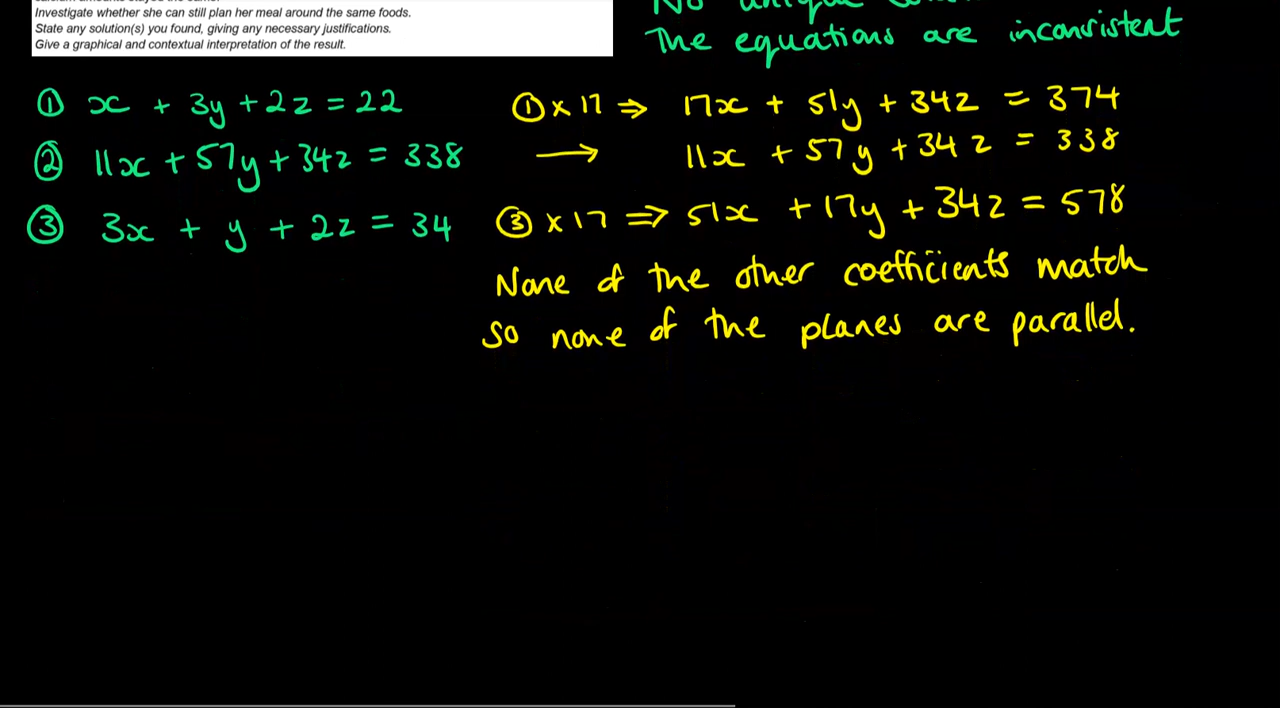 Investigate whether she can still plan her meal around the same foods.
State any solution(s) you found, giving any necessary justifications.
Give a graphical and contextual interpretation of the result.
No unique
The equations are inconsistent
① x + 3y + 2z = 22
② 11x + 57y + 34z = 338
③ 3x + y + 2z = 34
① x 17 ⇒ 17x + 51y + 34z = 374
→ 11x + 57y + 34z = 338
③ x 17 ⇒ 51x + 17y + 34z = 578
None of the other coefficients match
so none of the planes are parallel.